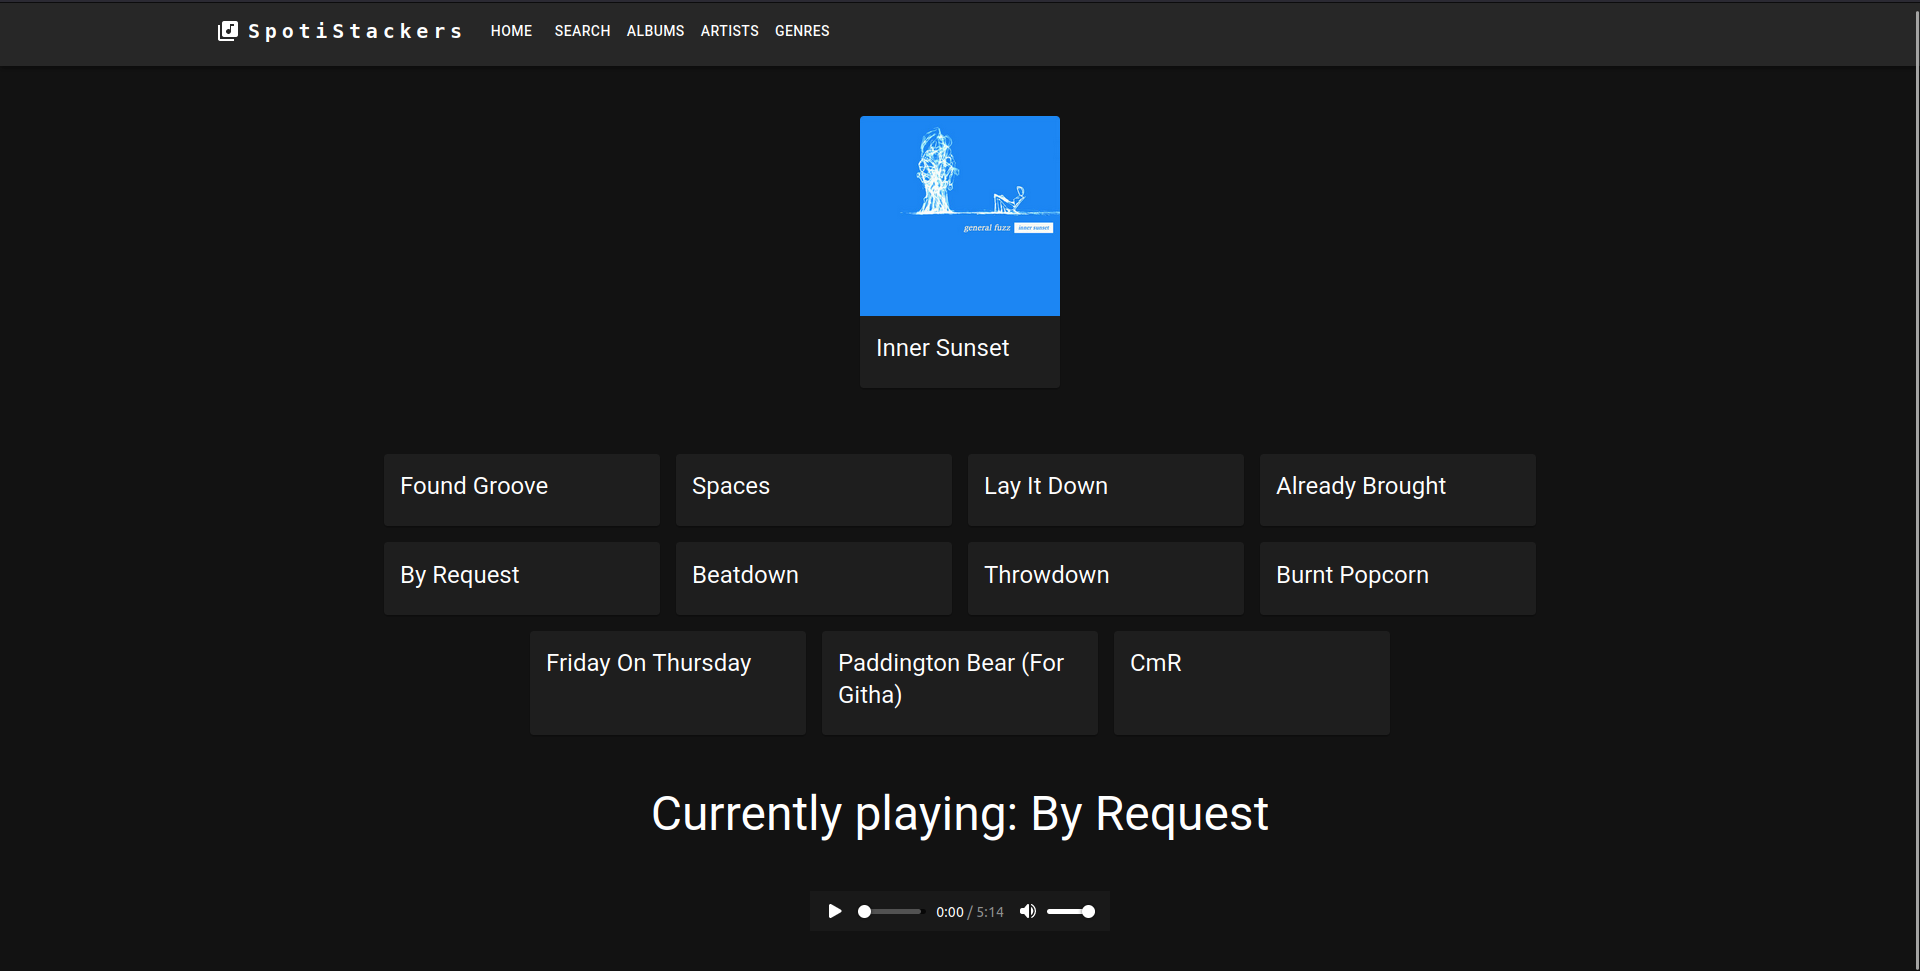 SpotiStackers HOME SEARCH ALBUMS ARTISTS GENRES
general fuzz inner sunset
Inner Sunset
Found Groove Spaces Lay It Down Already Brought
By Request Beatdown Throwdown Burnt Popcorn
Friday On Thursday
Paddington Bear (For
Githa)
CmR
Currently playing: By Request
0:00 / 5:14